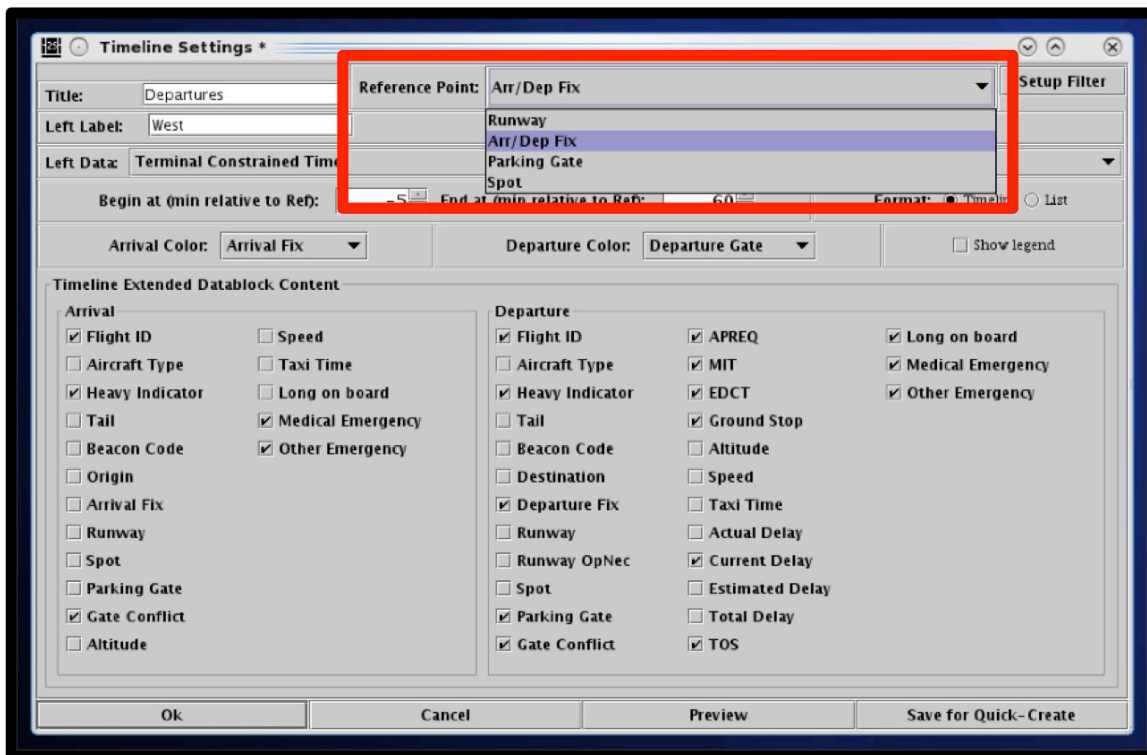 Timeline Settings *
Title: Departures Reference Point: Arr/Dep Fix Setup Filter
Left Label: West Runway
Arr/Dep Fix
Left Data: Terminal Constrained Time Parking Gate
Spot
Begin at (min relative to Ref): -5 End at (min relative to Ref): 60 Format: Timeline List
Arrival Color: Arrival Fix Departure Color: Departure Gate Show legend
Timeline Extended Datablock Content
Arrival
Flight ID Speed
Aircraft Type Taxi Time
Heavy Indicator Long on board
Tail Medical Emergency
Beacon Code Other Emergency
Origin
Arrival Fix
Runway
Spot
Parking Gate
Gate Conflict
Altitude
Departure
Flight ID APREQ Long on board
Aircraft Type MIT Medical Emergency
Heavy Indicator EDCT Other Emergency
Tail Ground Stop
Beacon Code Altitude
Destination Speed
Departure Fix Taxi Time
Runway Actual Delay
Runway OpNec Current Delay
Spot Estimated Delay
Parking Gate Total Delay
Gate Conflict TOS
Ok Cancel Preview Save for Quick-Create